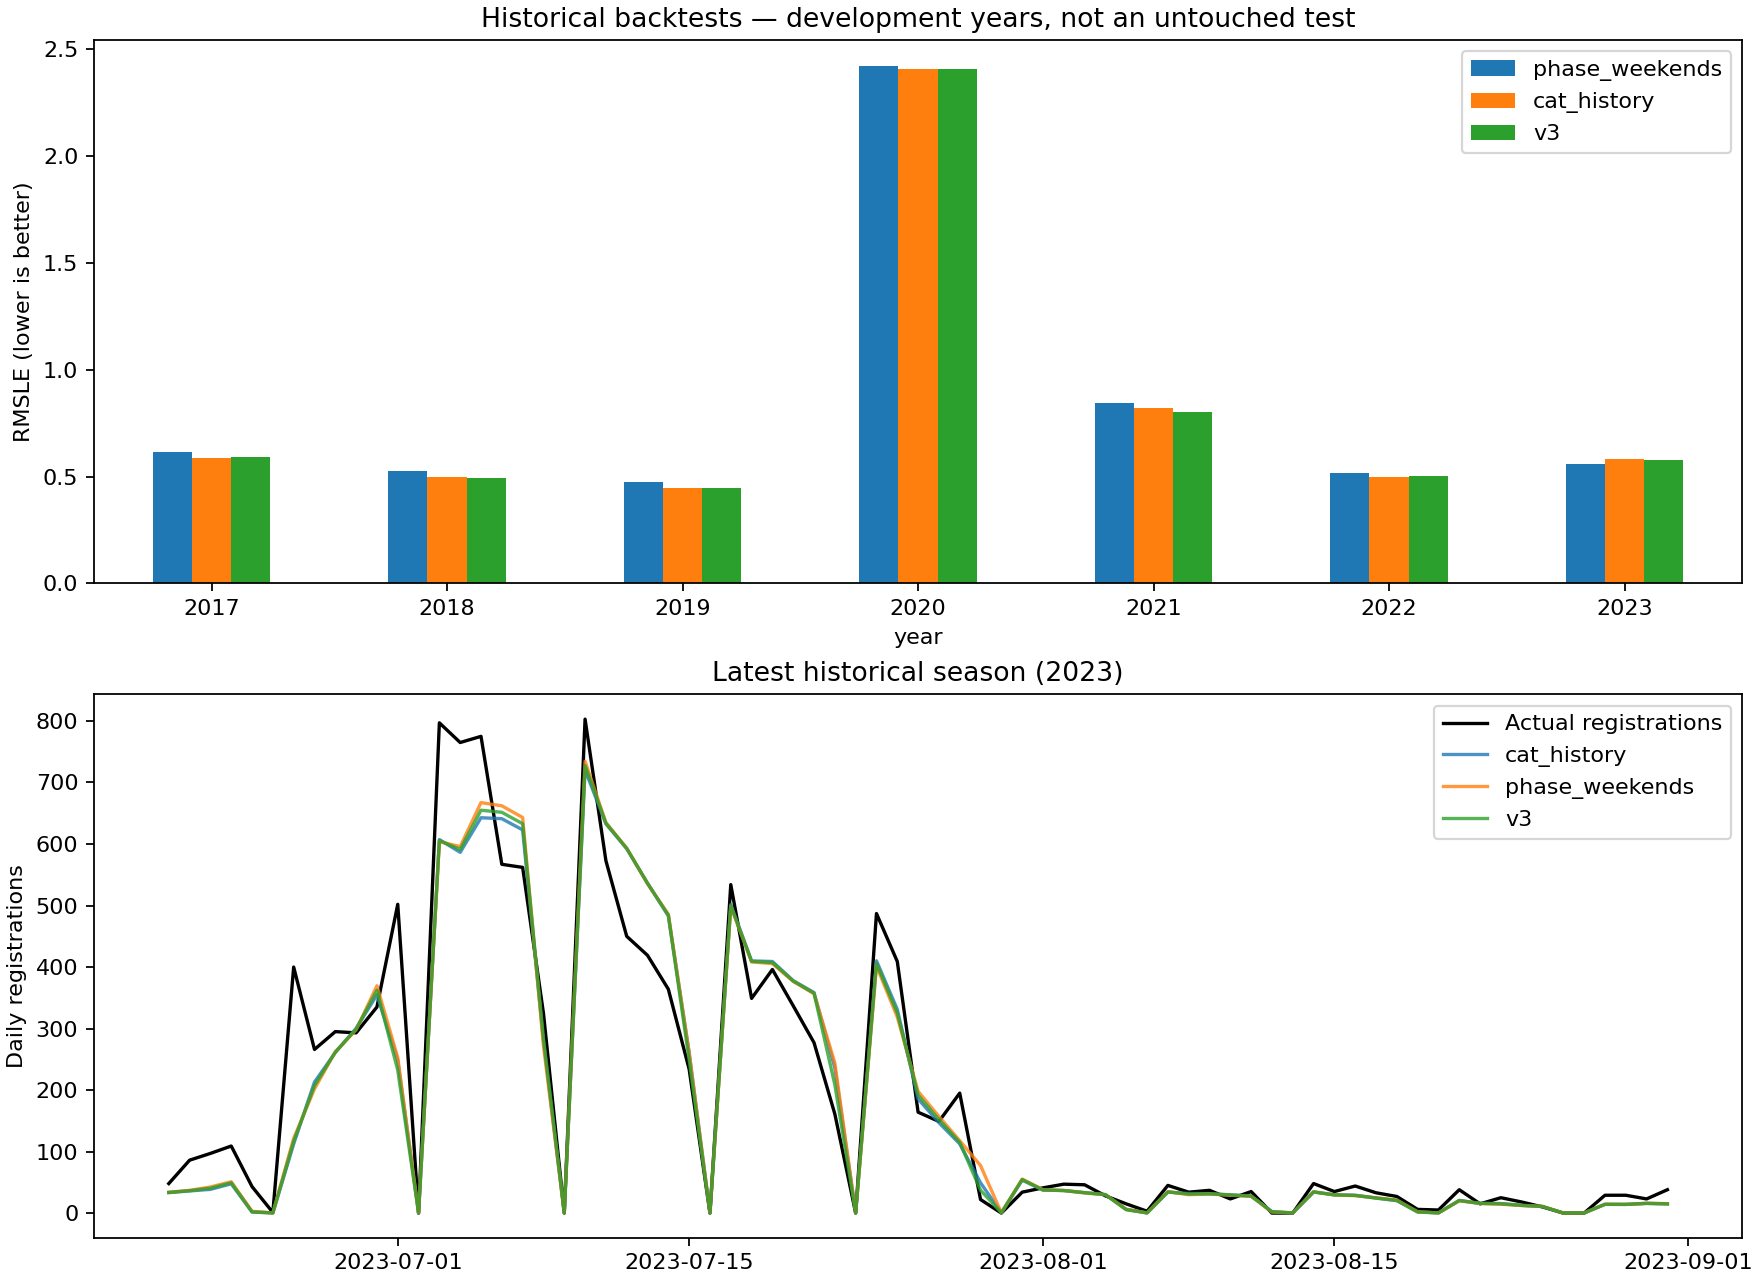 Historical backtests — development years, not an untouched test
RMSLE (lower is better)
2.5
2.0
1.5
1.0
0.5
0.0
phase_weekends
cat_history
v3
2017 2018 2019 2020 2021 2022 2023
year
Latest historical season (2023)
Daily registrations
800
700
600
500
400
300
200
100
0
Actual registrations
cat_history
phase_weekends
v3
2023-07-01 2023-07-15 2023-08-01 2023-08-15 2023-09-01